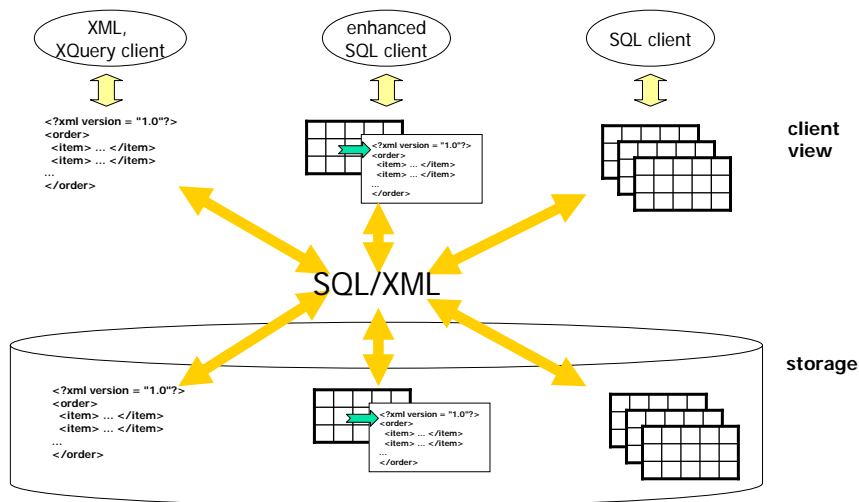 XML,
XQuery client
enhanced
SQL client
SQL client
<?xml version = "1.0"?>
<order>
<item> ... </item>
<item> ... </item>
...
</order>
<?xml version = "1.0"?>
<order>
<item> ... </item>
<item> ... </item>
...
</order>
client
view
SQL/XML
storage
<?xml version = "1.0"?>
<order>
<item> ... </item>
<item> ... </item>
...
</order>
<?xml version = "1.0"?>
<order>
<item> ... </item>
<item> ... </item>
...
</order>